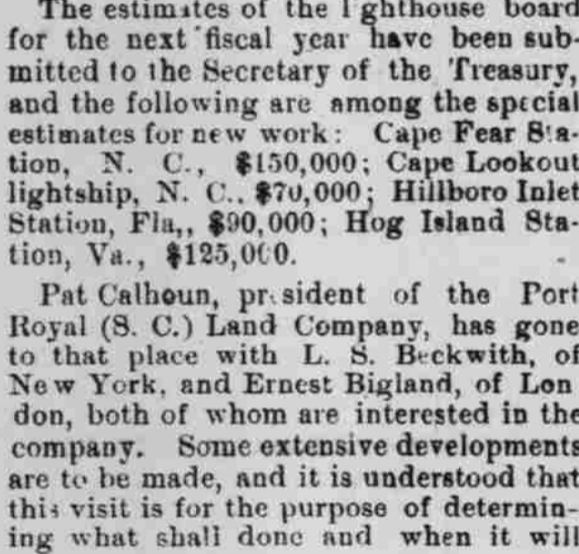 The estimates of the lighthouse board
for the next fiscal year have been sub-
mitted to the Secretary of the Treasury,
and the following are among the special
estimates for new work: Cape Fear Sta-
tion, N. C., $150,000; Cape Lookout
lightship, N. C., $70,000; Hillboro Inlet
Station, Fla,, $90,000; Hog Island Sta-
tion, Va., $125,000.
Pat Calhoun, president of the Port
Royal (S. C.) Land Company, has gone
to that place with L. S. Beckwith, of
New York, and Ernest Bigland, of Lon
don, both of whom are interested in the
company. Some extensive developments
are to be made, and it is understood that
this visit is for the purpose of determin-
ing what shall done and when it will